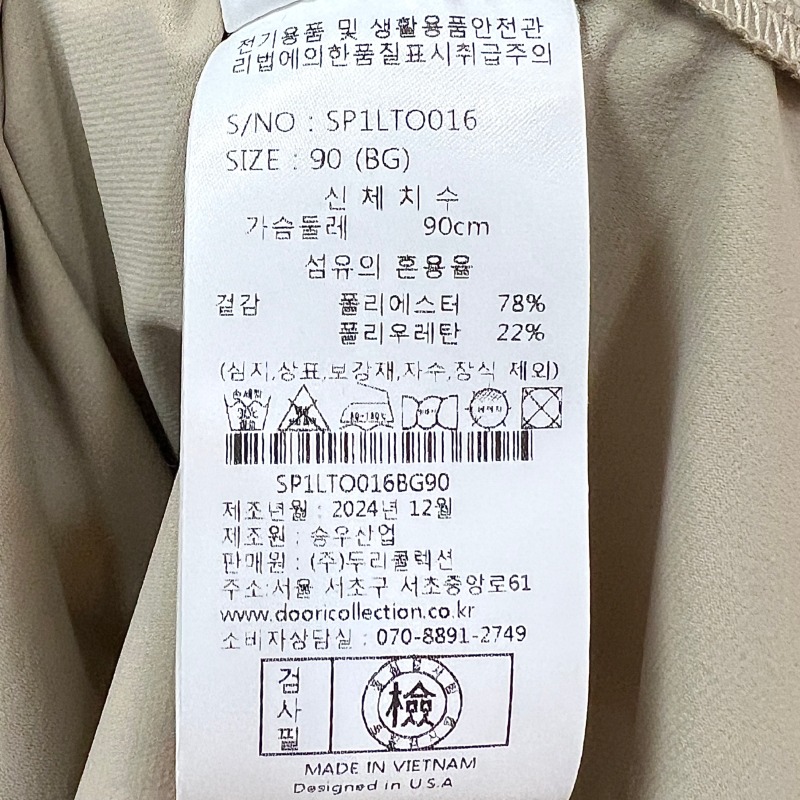 전기용품 및 생활용품안전관
리법에의한품질표시취급주의
S/NO : SP1LTO016
SIZE : 90 (BG)
신 체 치 수
가슴둘레 90cm
섬유의 혼용율
겉감 폴리에스터 78%
폴리우레탄 22%
(심지,상표,보강재,자수,장식 제외)
손세탁
30℃
SP1LTO016BG90
제조년월 : 2024년 12월
제조원 : 승우산업
판매원 : (주)두리콜렉션
주소:서울 서초구 서초중앙로61
www.dooricollection.co.kr
소비자상담실 : 070-8891-2749
검
사
필
檢
MADE IN VIETNAM
Designed in U.S.A